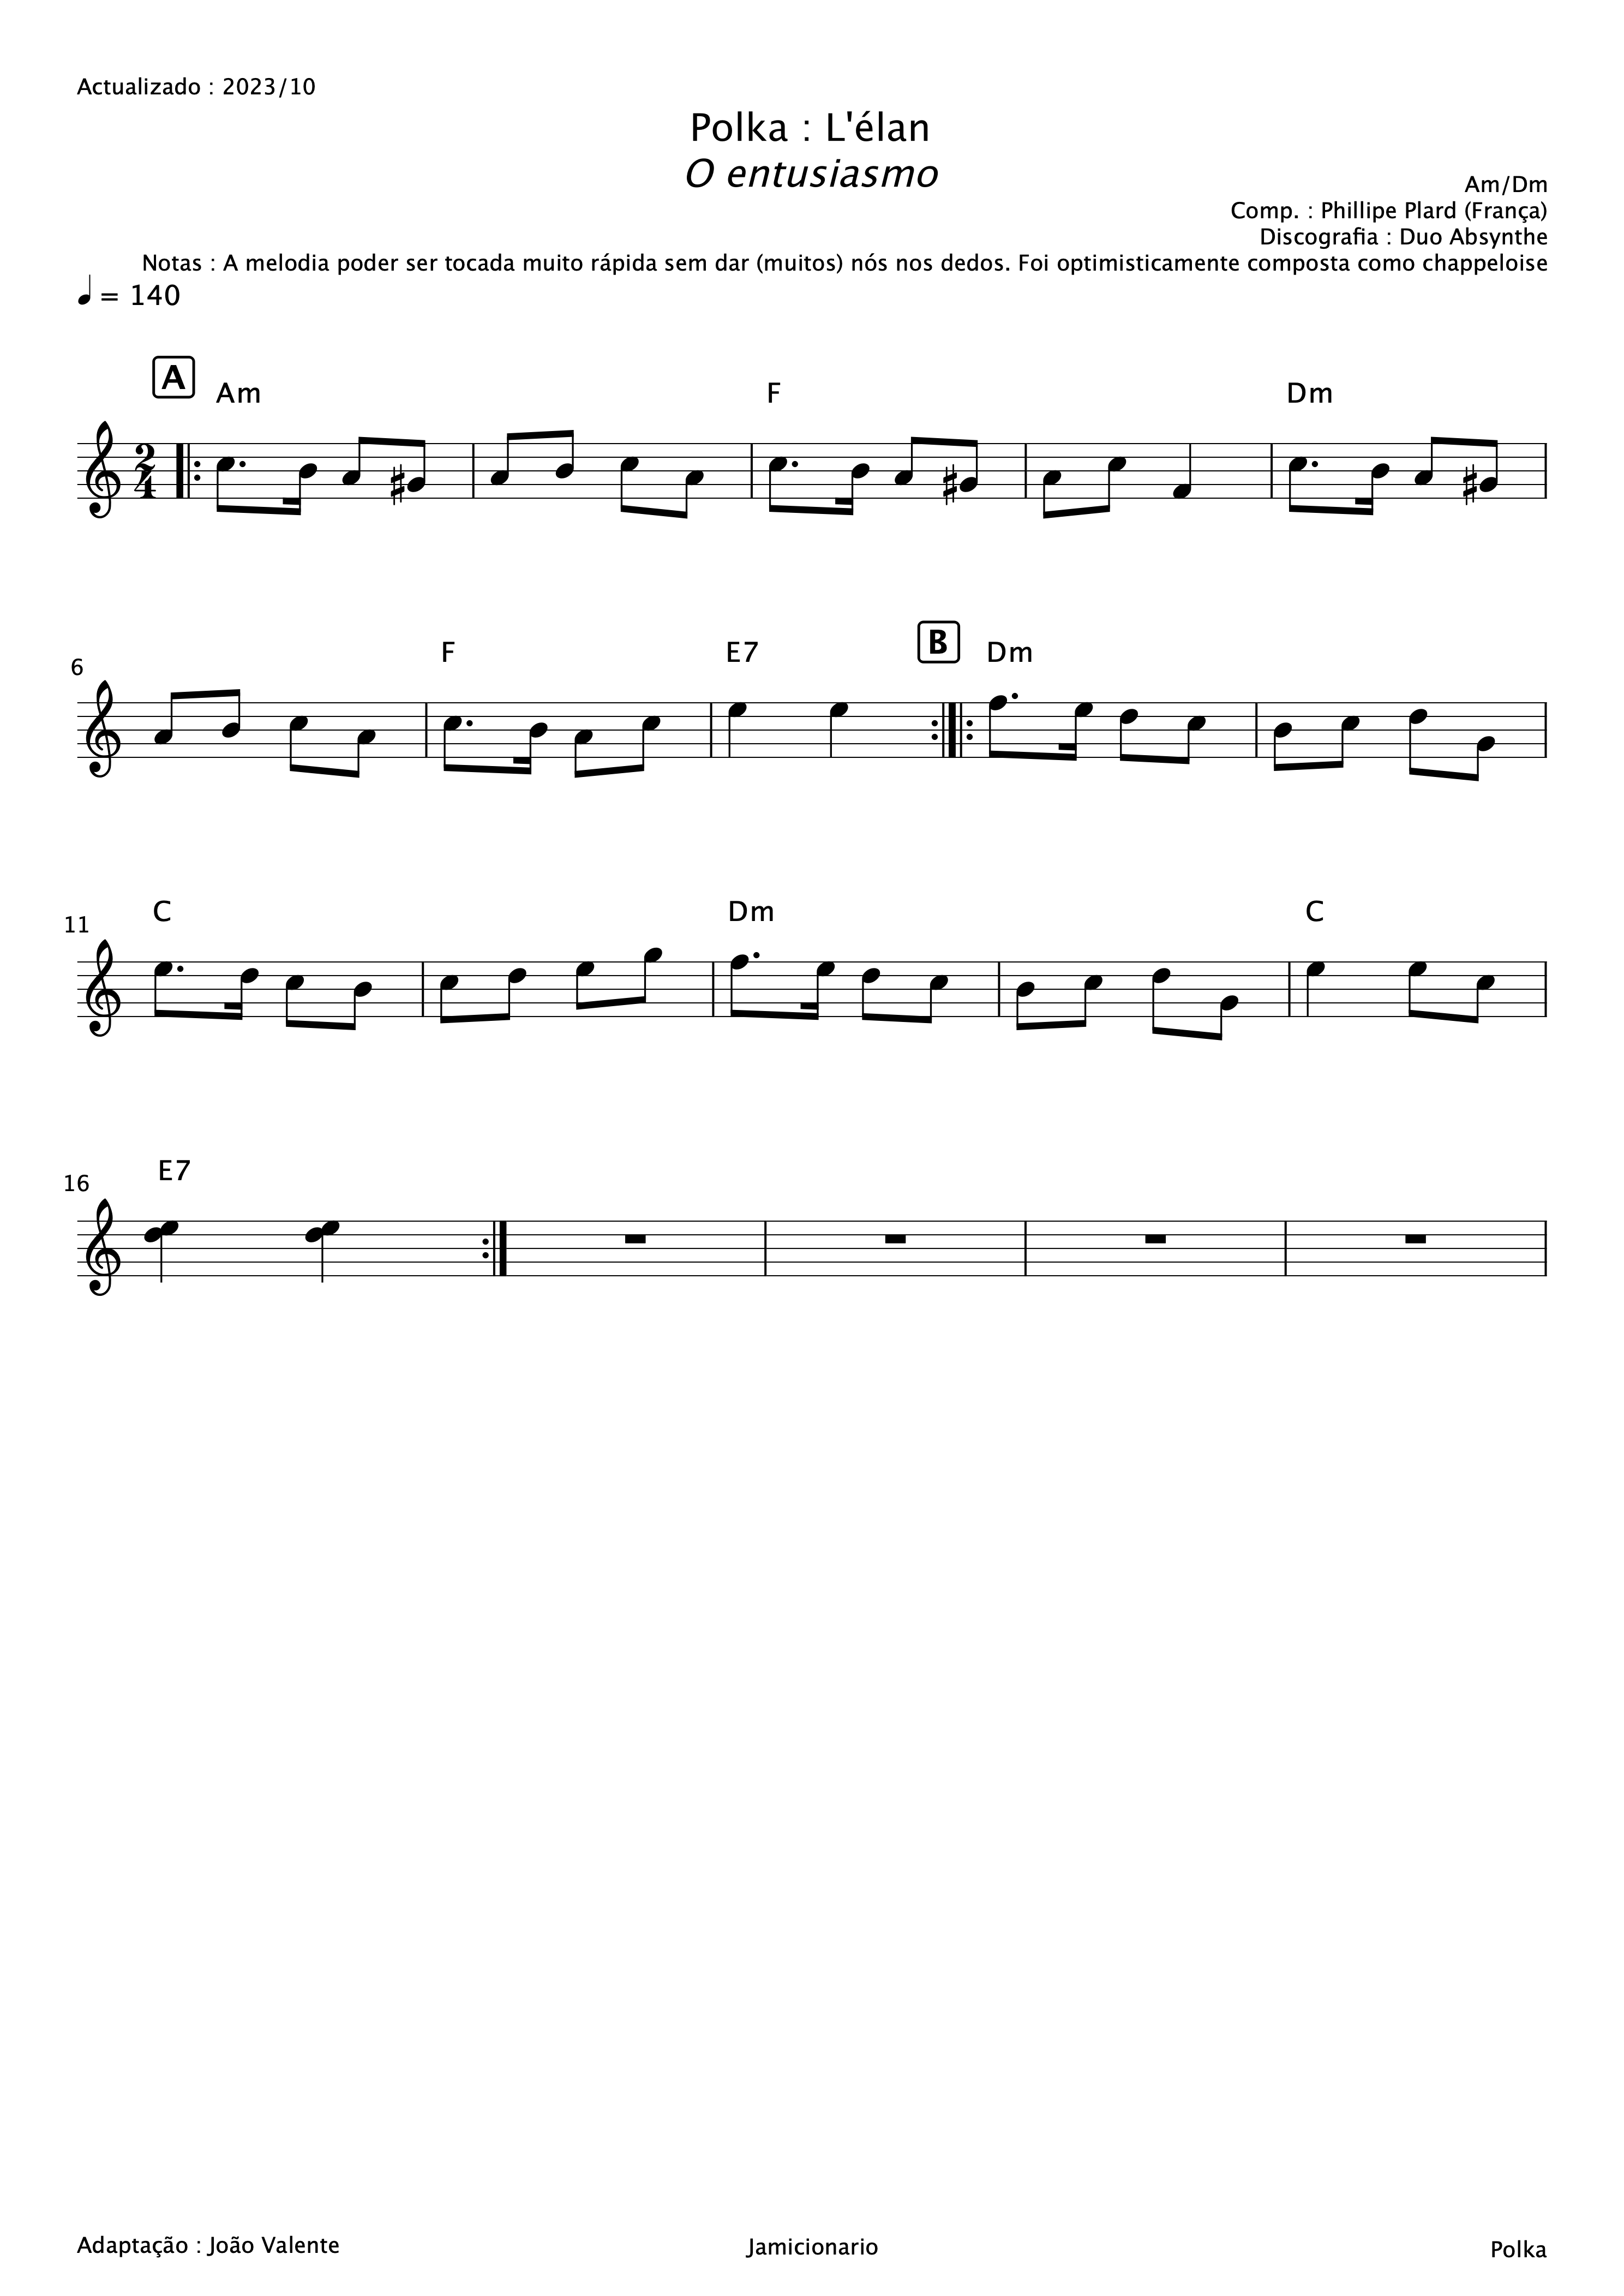 Actualizado : 2023/10
Polka : L'élan
O entusiasmo
Am/Dm
Comp. : Phillipe Plard (França)
Discografia : Duo Absynthe
Notas : A melodia poder ser tocada muito rápida sem dar (muitos) nós nos dedos. Foi optimisticamente composta como chappeloise
= 140
A
Am F Dm
2
4
B
F E7 Dm
6
C Dm C
11
E7
16
Adaptação : João Valente Jamicionario Polka